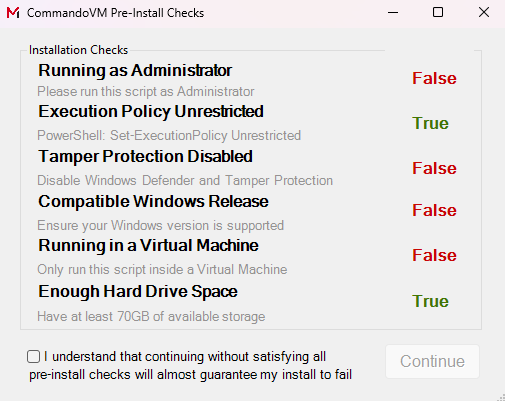 CommandoVM Pre-Install Checks
Installation Checks
Running as Administrator
False
Please run this script as Administrator
Execution Policy Unrestricted
True
PowerShell: Set-ExecutionPolicy Unrestricted
Tamper Protection Disabled
False
Disable Windows Defender and Tamper Protection
Compatible Windows Release
False
Ensure your Windows version is supported
Running in a Virtual Machine
False
Only run this script inside a Virtual Machine
Enough Hard Drive Space
True
Have at least 70GB of available storage
I understand that continuing without satisfying all
pre-install checks will almost guarantee my install to fail
Continue